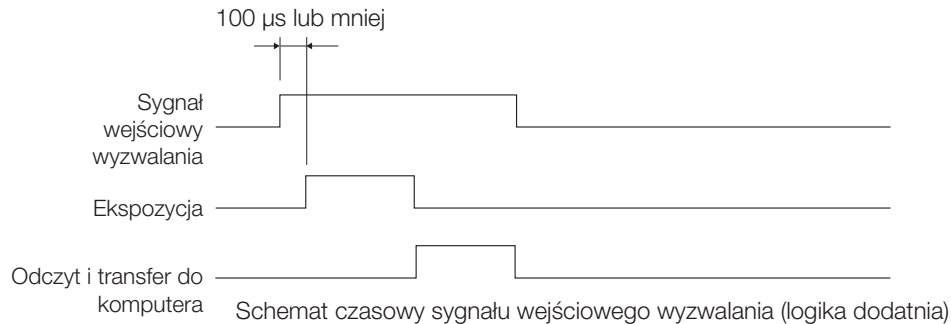 100 µs lub mniej
Sygnał
wejściowy
wyzwalania
Ekspozycja
Odczyt i transfer do
komputera
Schemat czasowy sygnału wejściowego wyzwalania (logika dodatnia)